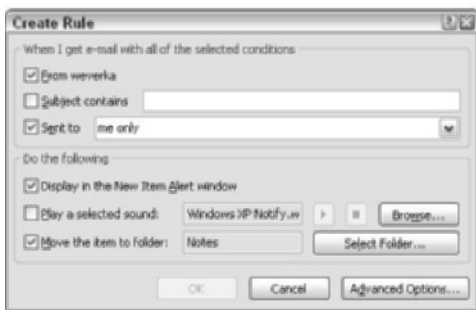 Create Rule
When I get e-mail with all of the selected conditions
From weverka
Subject contains
Sent to me only
Do the following
Display in the New Item Alert window
Play a selected sound: Windows XP Notify.w Browse...
Move the item to folder: Notes Select Folder...
OK Cancel Advanced Options...